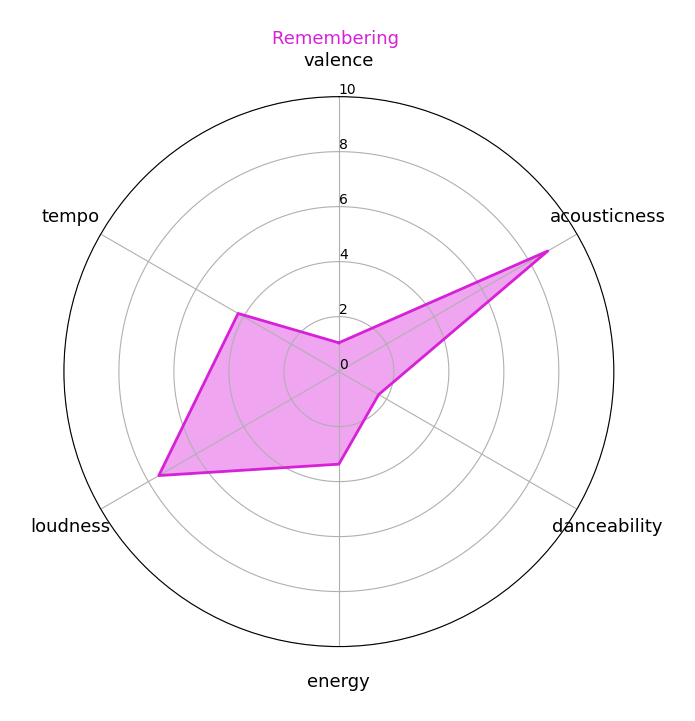 Remembering
valence
10
8
6
4
2
0
tempo
acousticness
loudness
danceability
energy